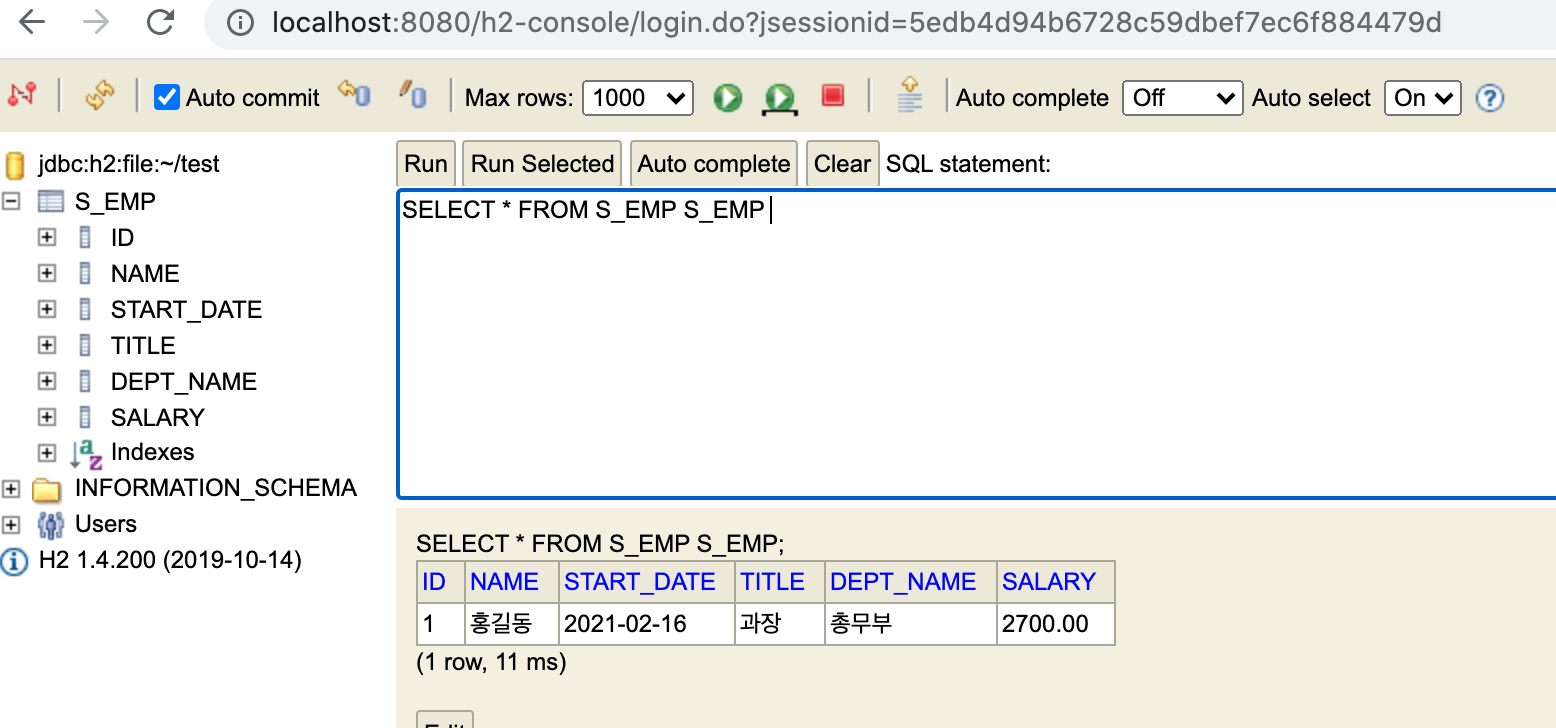 localhost:8080/h2-console/login.do?jsessionid=5edb4d94b6728c59dbef7ec6f884479d
Auto commit Max rows: 1000 Auto complete Off Auto select On
jdbc:h2:file:~/test
S_EMP
ID
NAME
START_DATE
TITLE
DEPT_NAME
SALARY
Indexes
INFORMATION_SCHEMA
Users
H2 1.4.200 (2019-10-14)
Run Run Selected Auto complete Clear SQL statement:
SELECT * FROM S_EMP S_EMP
SELECT * FROM S_EMP S_EMP;
ID NAME START_DATE TITLE DEPT_NAME SALARY
1 홍길동 2021-02-16 과장 총무부 2700.00
(1 row, 11 ms)
Edit